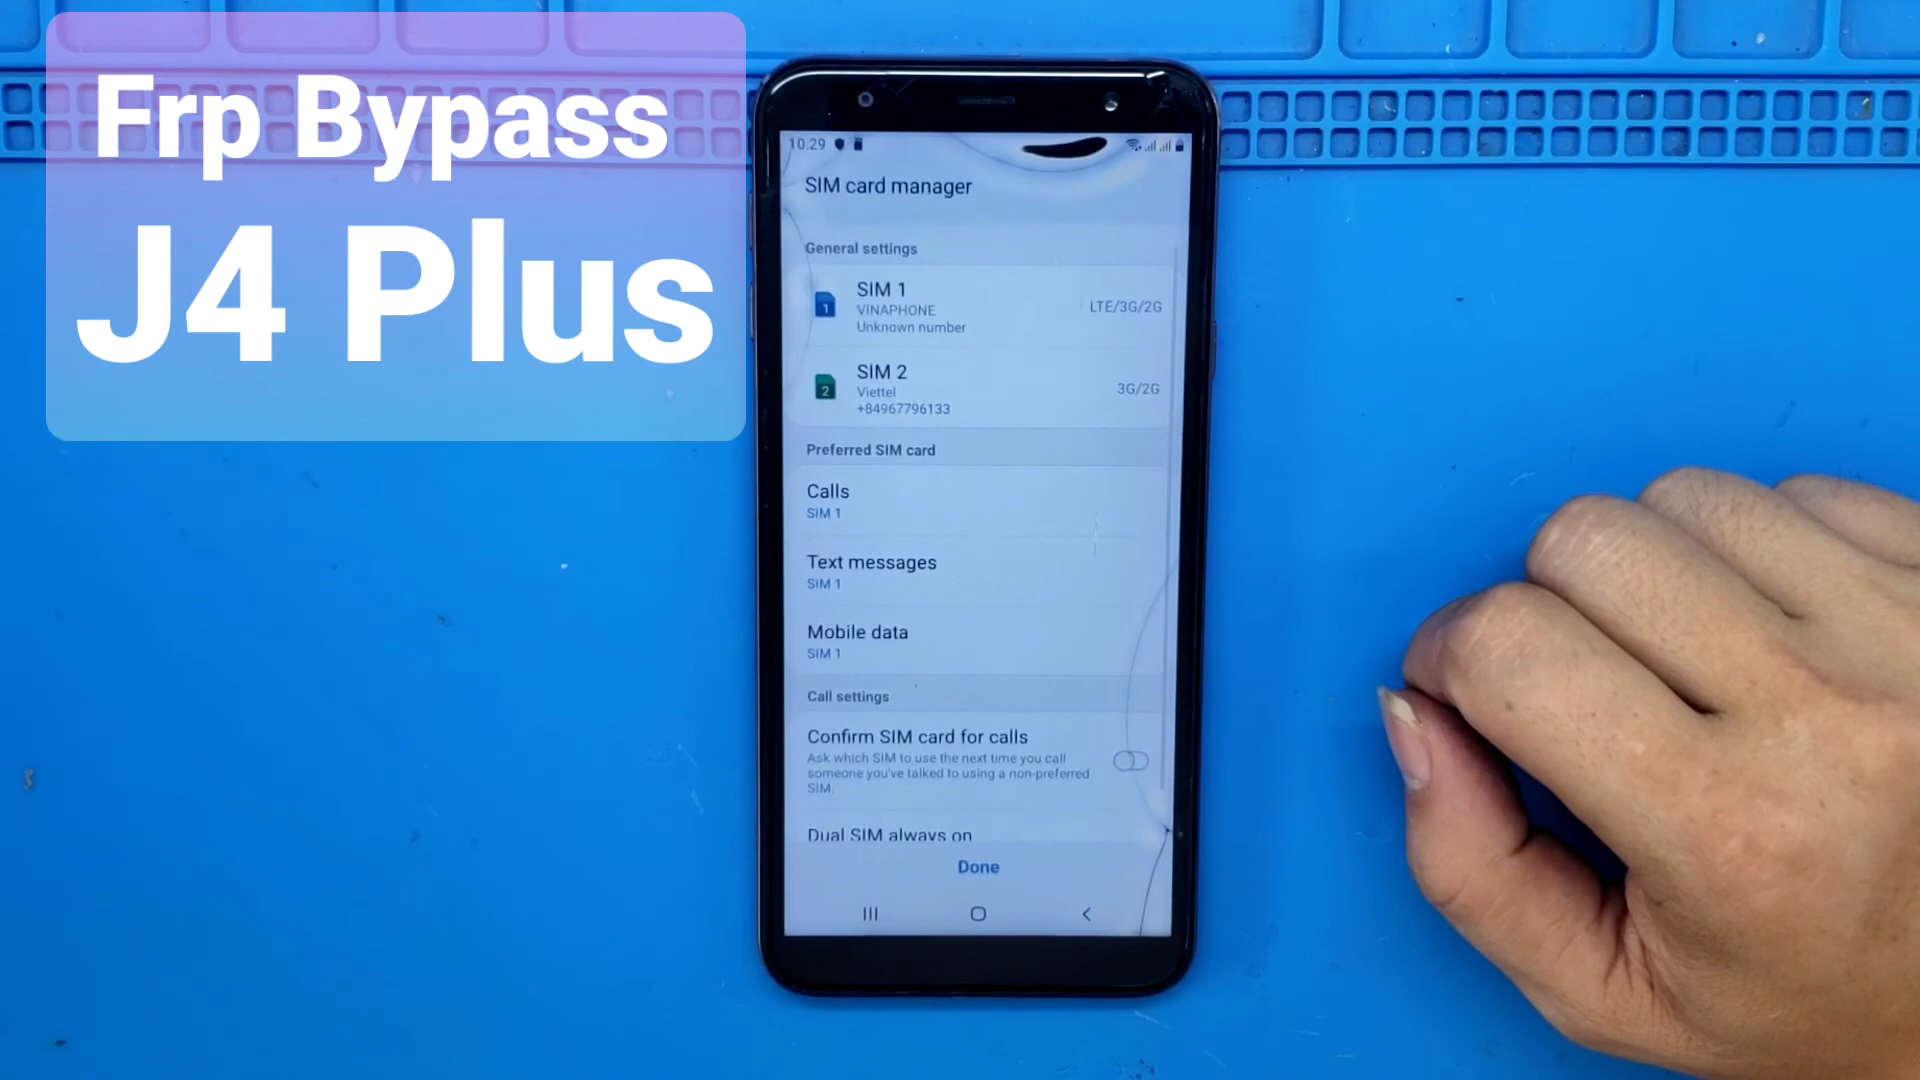 Frp Bypass
J4 Plus
10:29
SIM card manager
General settings
SIM 1
VINAPHONE
Unknown number
LTE/3G/2G
SIM 2
Viettel
+84967796133
3G/2G
Preferred SIM card
Calls
SIM 1
Text messages
SIM 1
Mobile data
SIM 1
Call settings
Confirm SIM card for calls
Ask which SIM to use the next time you call
someone you've talked to using a non-preferred
SIM.
Dual SIM always on
Done
1
2